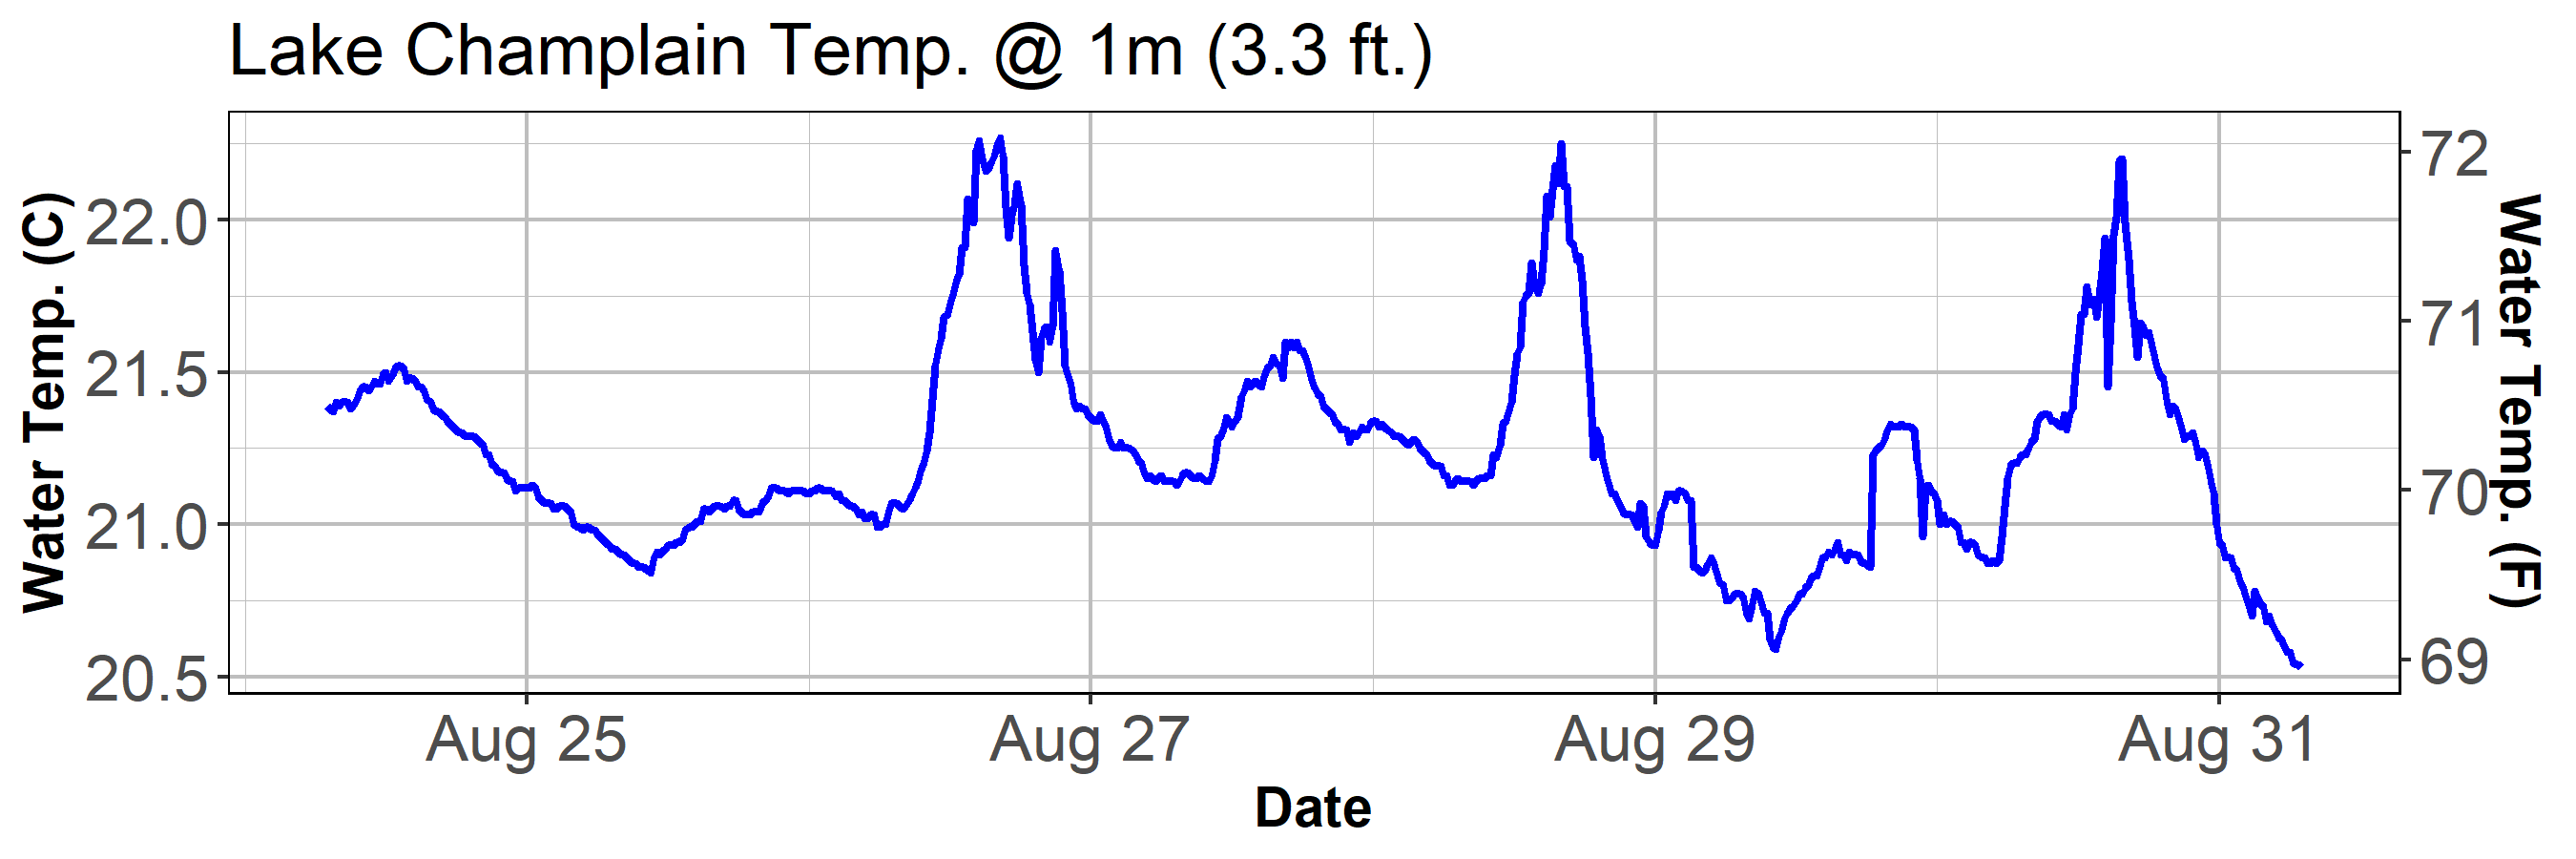 Lake Champlain Temp. @ 1m (3.3 ft.)
Water Temp. (C)
22.0
21.5
21.0
20.5
72
71
70
69
Water Temp. (F)
Aug 25
Aug 27
Aug 29
Aug 31
Date